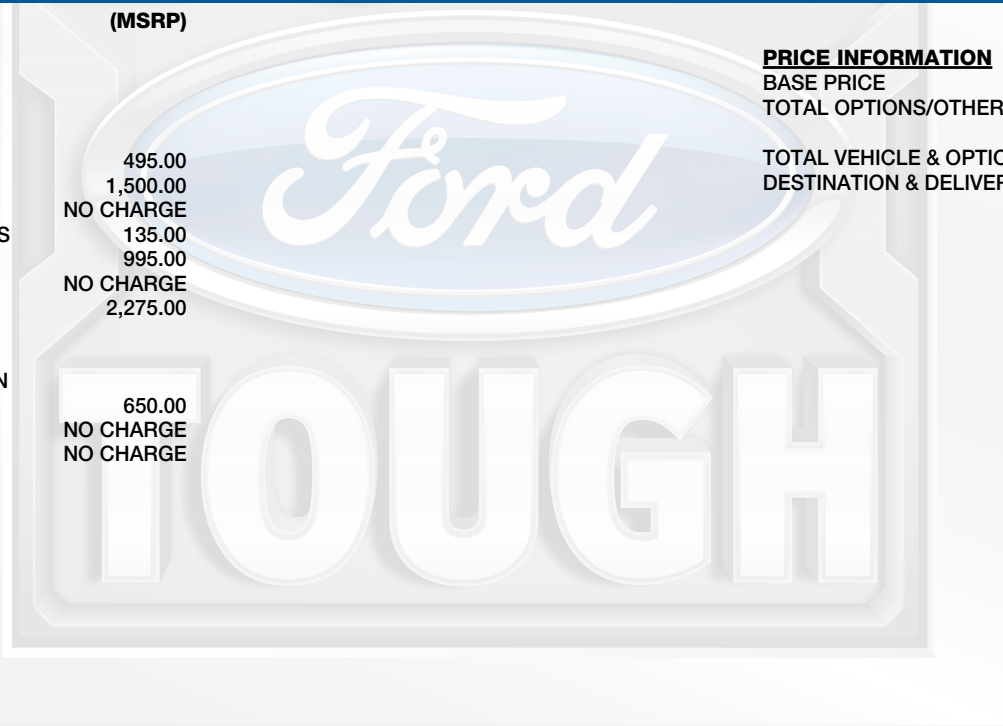 (MSRP)
495.00
1,500.00
NO CHARGE
S 135.00
995.00
NO CHARGE
2,275.00
N
650.00
NO CHARGE
NO CHARGE
PRICE INFORMATION
BASE PRICE
TOTAL OPTIONS/OTHER
TOTAL VEHICLE & OPTIO
DESTINATION & DELIVER
Ford
TOUGH